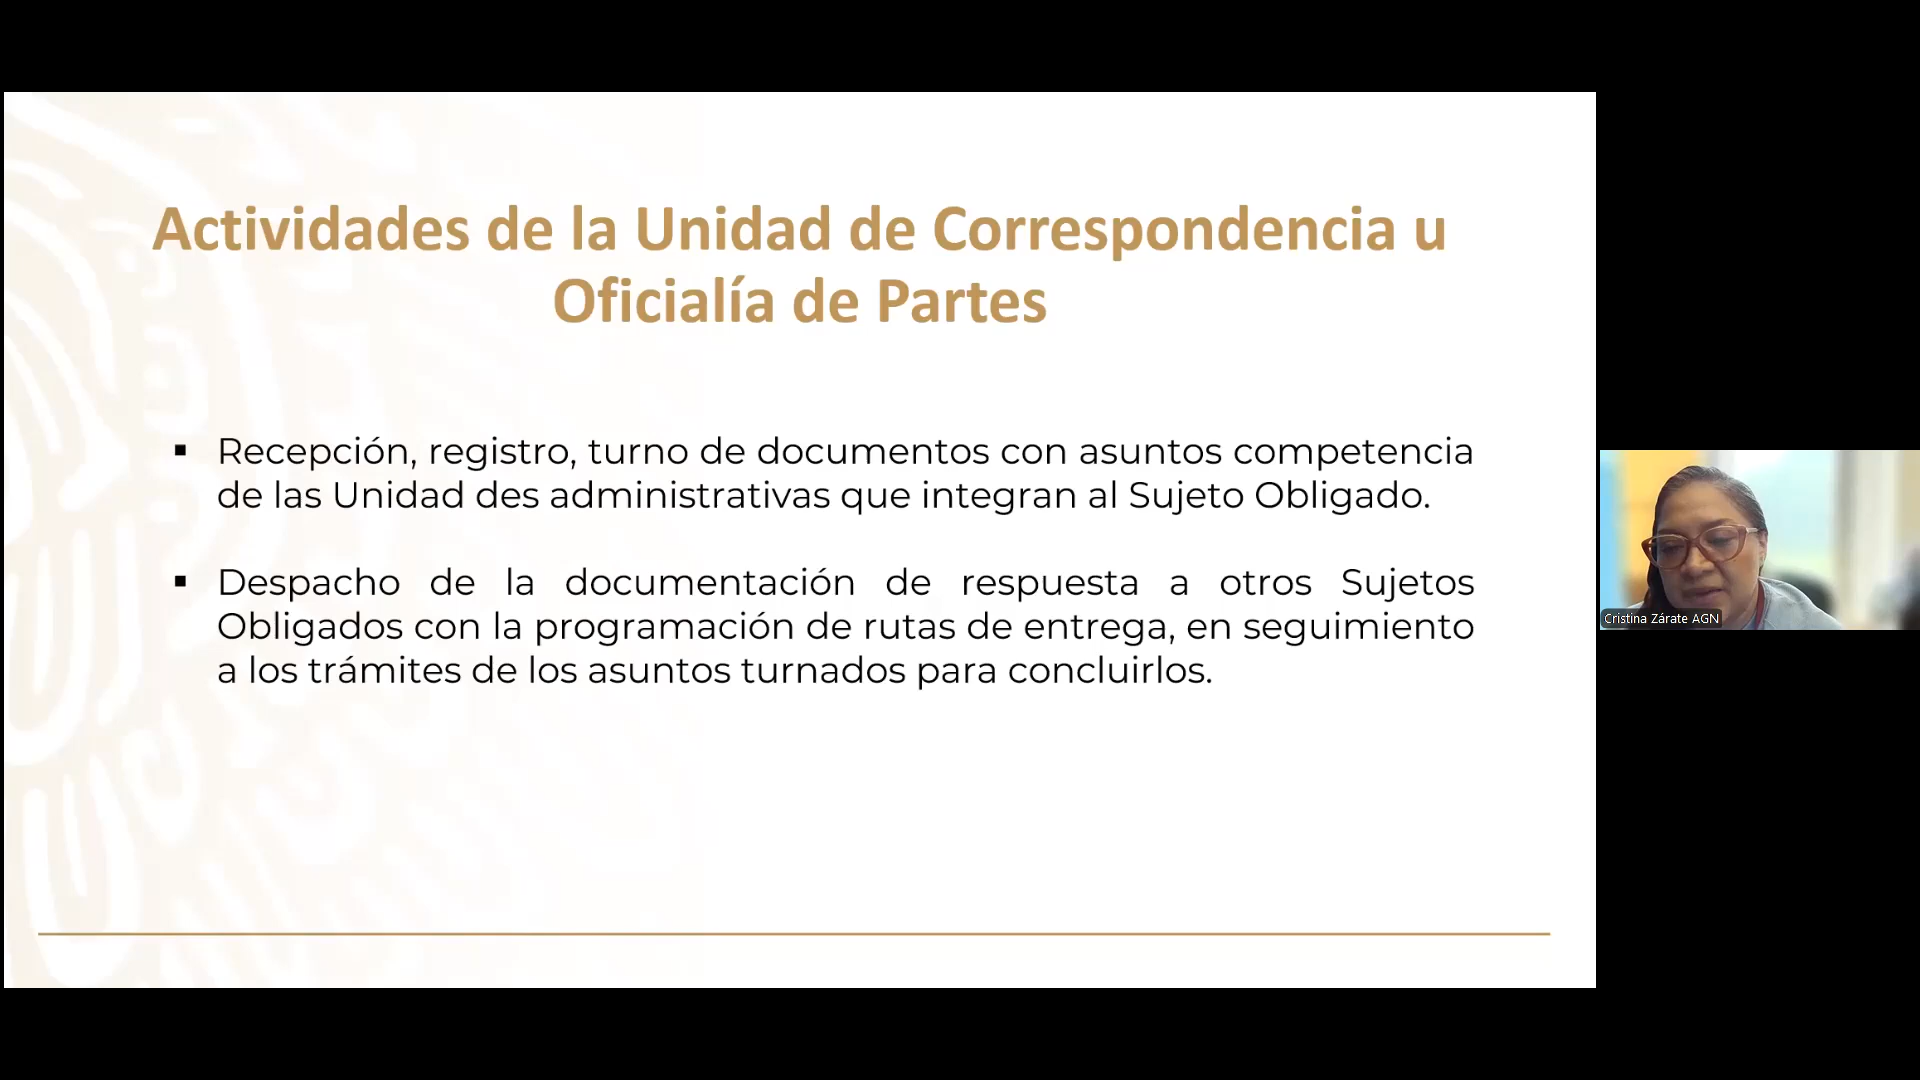 Actividades de la Unidad de Correspondencia u
Oficialía de Partes
▪ Recepción, registro, turno de documentos con asuntos competencia
de las Unidad des administrativas que integran al Sujeto Obligado.
▪ Despacho de la documentación de respuesta a otros Sujetos
Obligados con la programación de rutas de entrega, en seguimiento
a los trámites de los asuntos turnados para concluirlos.
Cristina Zárate AGN